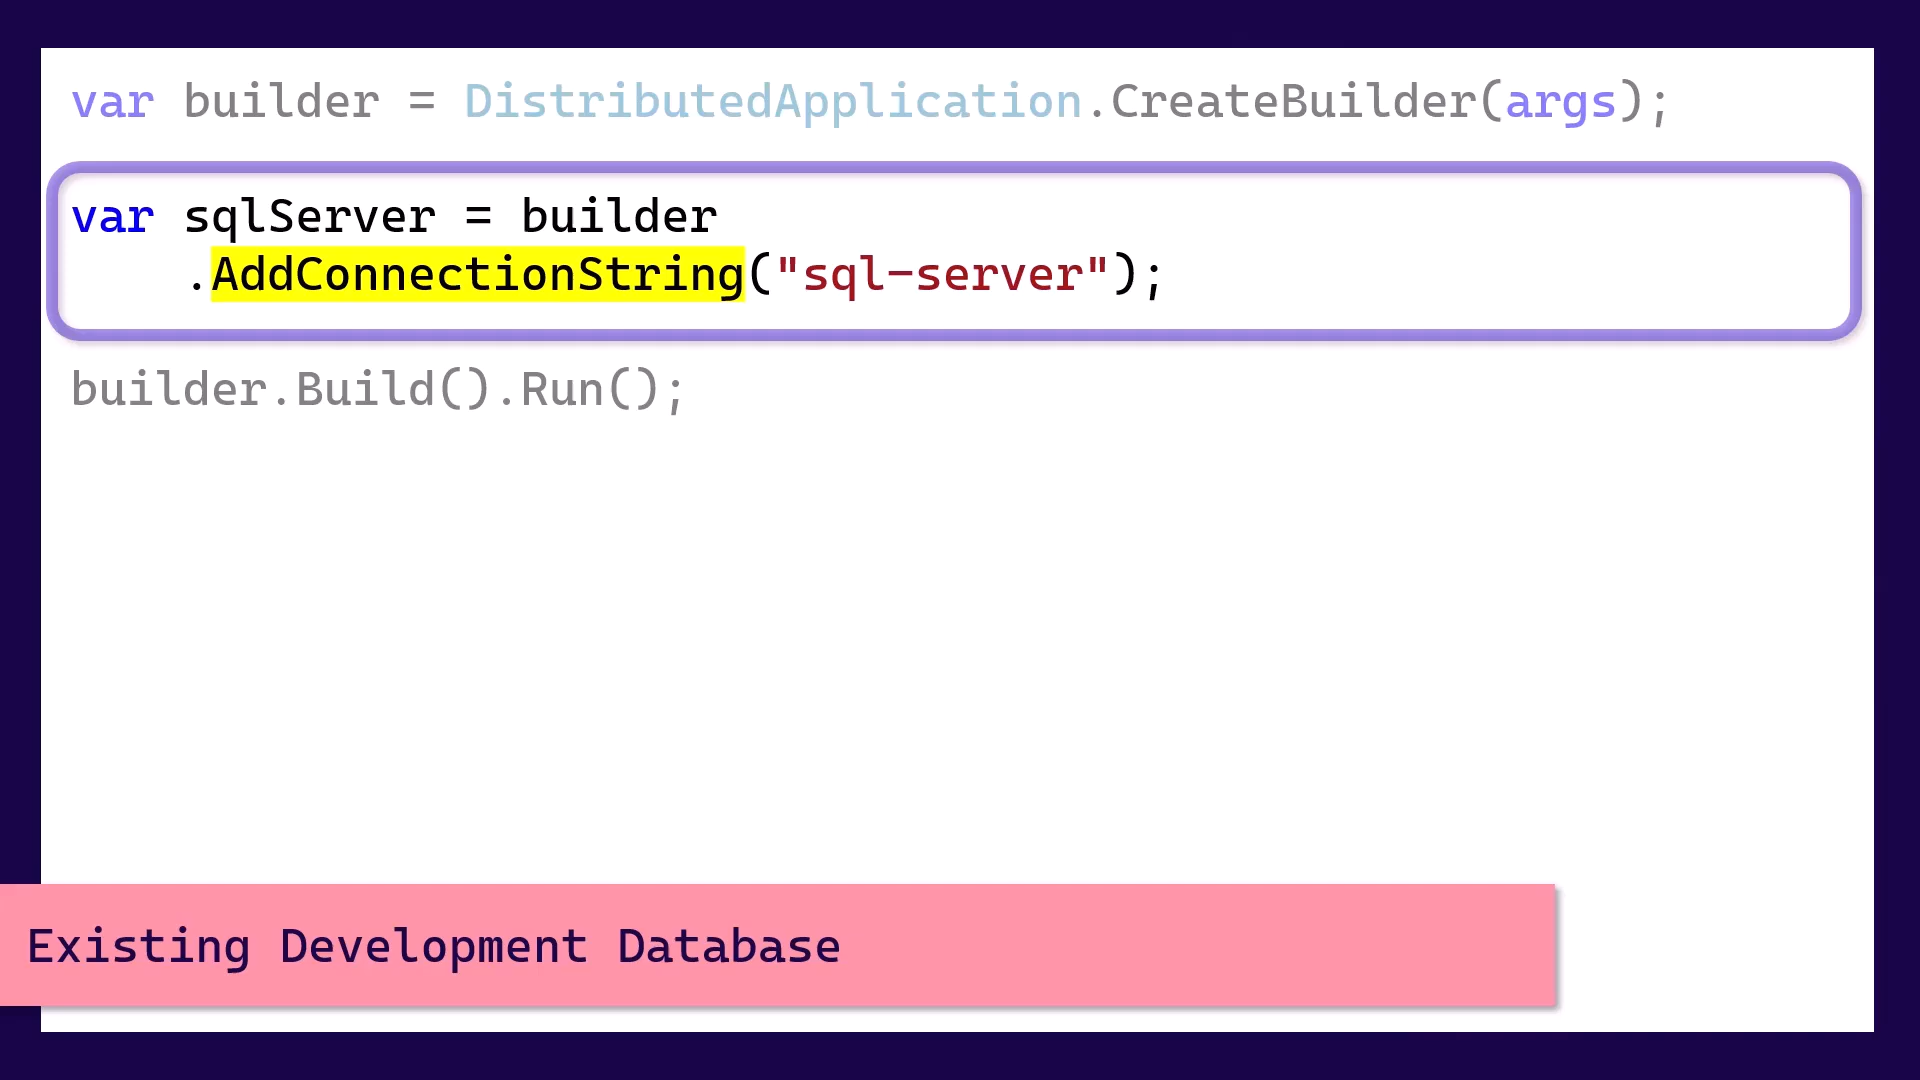 var builder = DistributedApplication.CreateBuilder(args);
var sqlServer = builder
.AddConnectionString("sql-server");
builder.Build().Run();
Existing Development Database